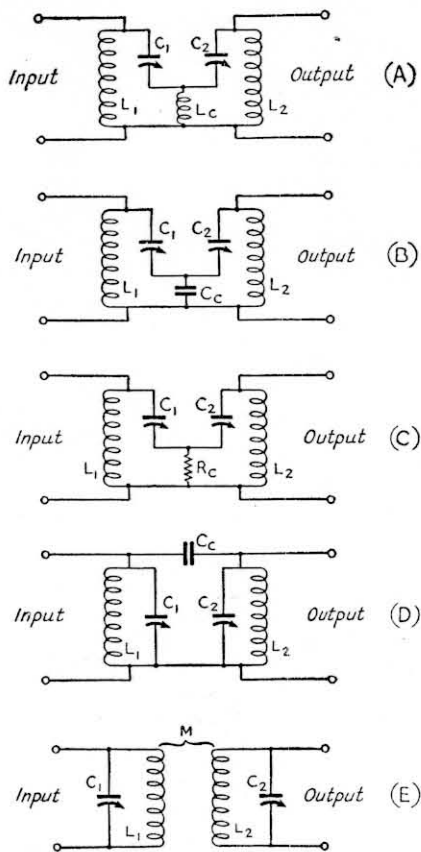 C1 C2
Input Output (A)
L1 LC L2
C1 C2
Input Output (B)
CC
L1 L2
C1 C2
Input Output (C)
L1 RC L2
CC
C1 C2
Input Output (D)
L1 L2
M
C1 C2
Input Output (E)
L1 L2